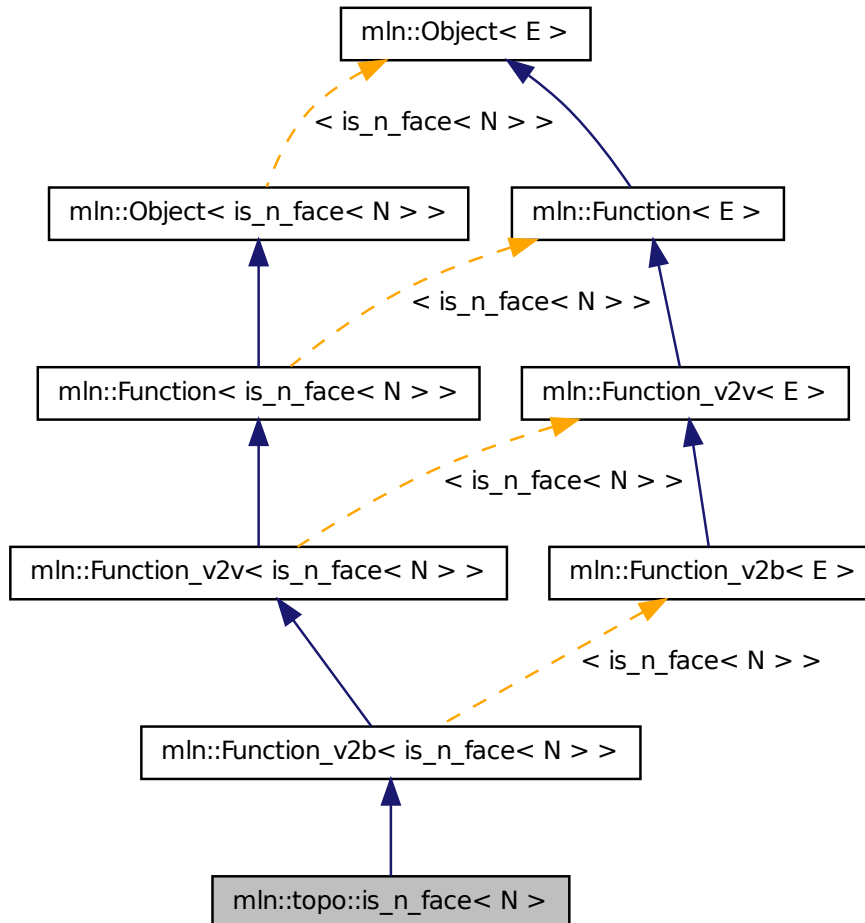 mln::Object< E >
< is_n_face< N > >
mln::Object< is_n_face< N > >
mln::Function< E >
< is_n_face< N > >
mln::Function< is_n_face< N > >
mln::Function_v2v< E >
< is_n_face< N > >
mln::Function_v2v< is_n_face< N > >
mln::Function_v2b< E >
< is_n_face< N > >
mln::Function_v2b< is_n_face< N > >
mln::topo::is_n_face< N >